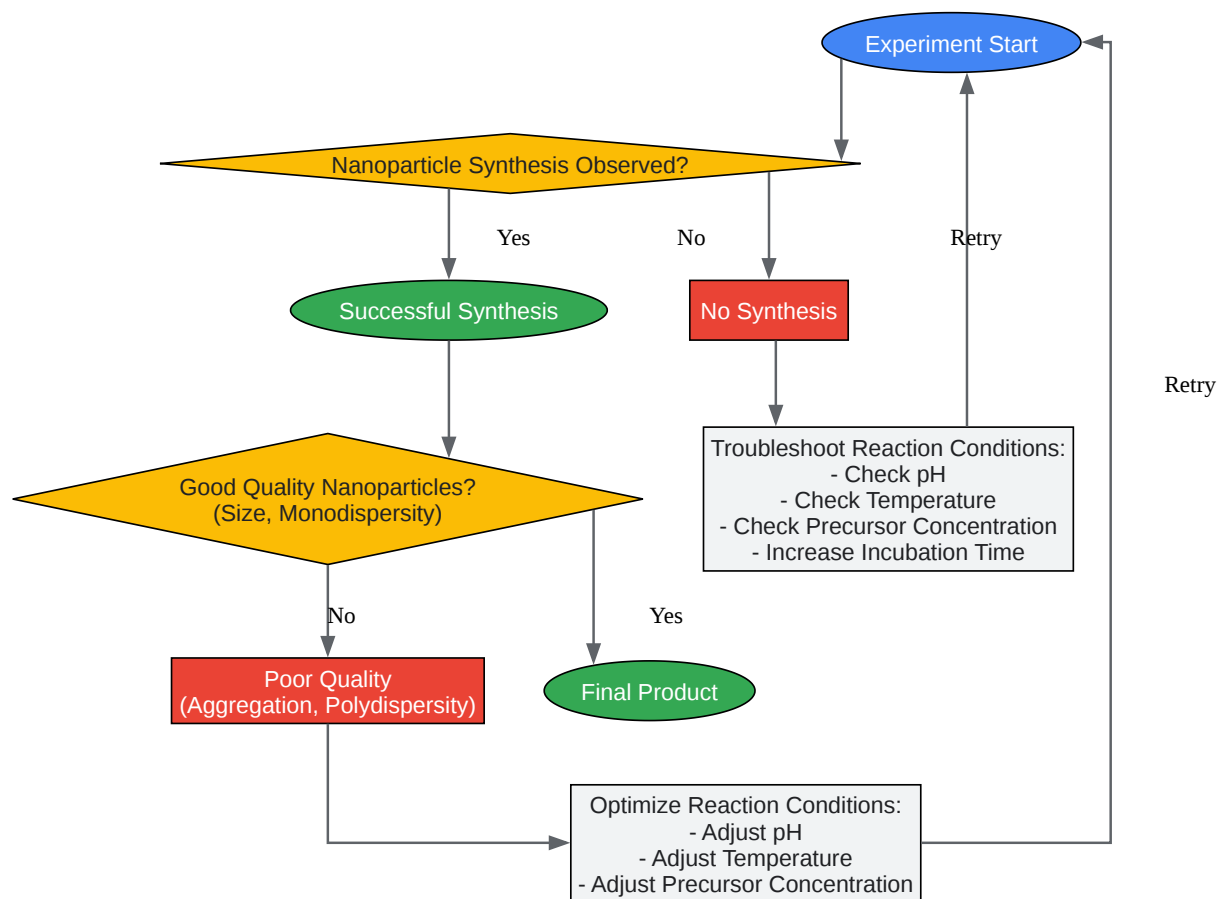 Experiment Start
Nanoparticle Synthesis Observed?
Yes
No
Retry
Successful Synthesis
No Synthesis
Retry
Troubleshoot Reaction Conditions:
- Check pH
- Check Temperature
- Check Precursor Concentration
- Increase Incubation Time
Good Quality Nanoparticles?
(Size, Monodispersity)
No
Yes
Poor Quality
(Aggregation, Polydispersity)
Final Product
Optimize Reaction Conditions:
- Adjust pH
- Adjust Temperature
- Adjust Precursor Concentration